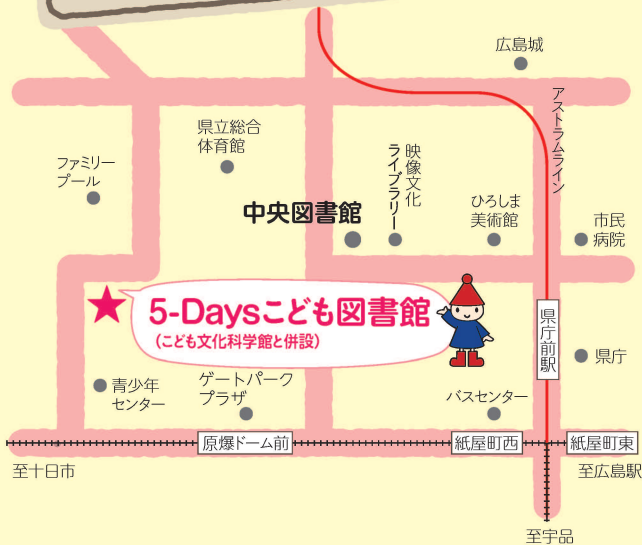 広島城
アストラムライン
県立総合
体育館
ファミリー
プール
映像文化
ライブラリー
中央図書館
ひろしま
美術館
市民
病院
5-Daysこども図書館
(こども文化科学館と併設)
県庁前駅
県庁
青少年
センター
ゲートパーク
プラザ
バスセンター
原爆ドーム前
紙屋町西
紙屋町東
至十日市
至広島駅
至宇品